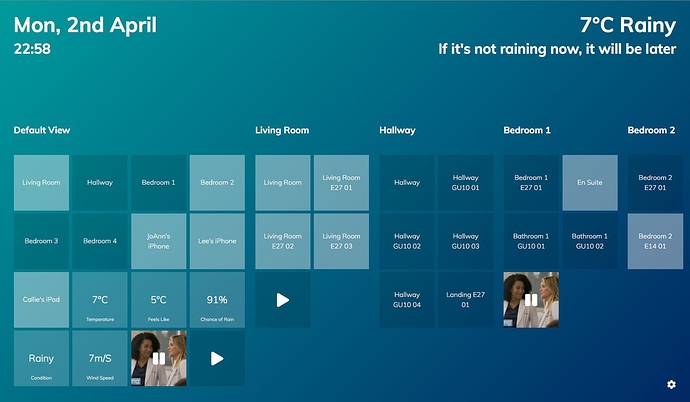 Mon, 2nd April
22:58
7°C Rainy
If it's not raining now, it will be later
Default View
Living Room
Hallway
Bedroom 1
Bedroom 2
Living Room
Hallway
Bedroom 1
Bedroom 2
Living Room
Living Room
E27 01
Hallway
Hallway
GU10 01
Bedroom 1
E27 01
En Suite
Bedroom 2
E27 01
Bedroom 3
Bedroom 4
JoAnn's
iPhone
Lee's iPhone
Living Room
E27 02
Living Room
E27 03
Hallway
GU10 02
Hallway
GU10 03
Bathroom 1
GU10 01
Bathroom 1
GU10 02
Bedroom 2
E14 01
Callie's iPad
7°C
Temperature
5°C
Feels Like
91%
Chance of Rain
Hallway
GU10 04
Landing E27
01
Rainy
Condition
7m/S
Wind Speed